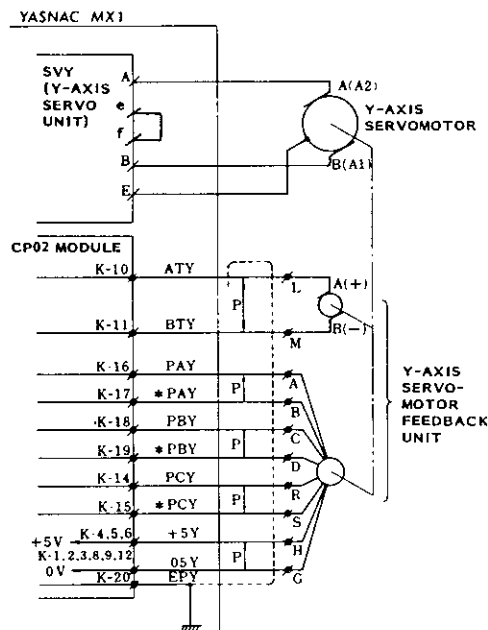 YASNAC MX1
SVY
(Y-AXIS
SERVO
UNIT)
A
e
f
B
E
A(A2)
Y-AXIS
SERVOMOTOR
B(A1)
CP02 MODULE
K-10 ATY L A(+)
P
K-11 BTY M B(-)
K-16 PAY A
P
K-17 *PAY B
K-18 PBY C
P
K-19 *PBY D
K-14 PCY R
P
K-15 *PCY S
+5V K-4,5,6 +5Y H
P
K-1,2,3,8,9,12
0V 05Y G
K-20 EPY
Y-AXIS
SERVO-
MOTOR
FEEDBACK
UNIT